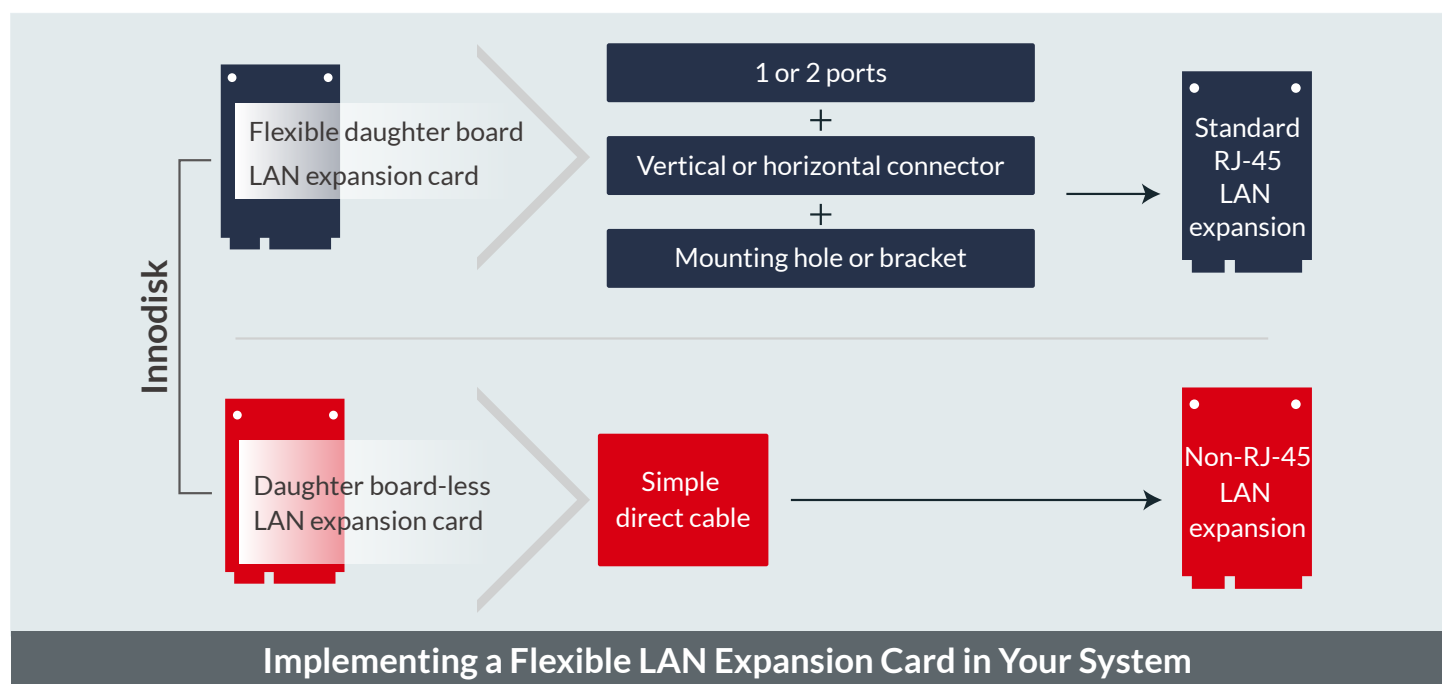 Innodisk
Flexible daughter board
LAN expansion card
1 or 2 ports
+
Vertical or horizontal connector
+
Mounting hole or bracket
Standard
RJ-45
LAN
expansion
Daughter board-less
LAN expansion card
Simple
direct cable
Non-RJ-45
LAN
expansion
Implementing a Flexible LAN Expansion Card in Your System